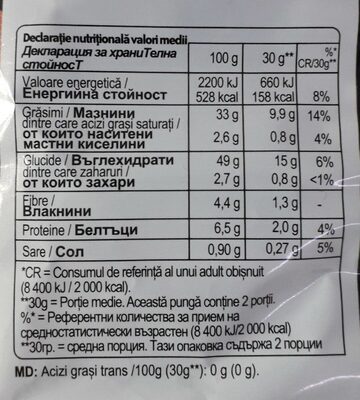 Declarație nutrițională valori medii
Декларация за храниТелна 100 g 30 g** %*
стойносТ CR/30g**
Valoare energetică / 2200 kJ 660 kJ
Енергийна стойност 528 kcal 158 kcal 8%
Grăsimi / Мазнини 33 g 9,9 g 14%
dintre care acizi grași saturați /
от които наситени 2,6 g 0,8 g 4%
мастни киселини
Glucide / Въглехидрати 49 g 15 g 6%
dintre care zaharuri /
от които захари 2,7 g 0,8 g <1%
Fibre /
Влакнини 4,4 g 1,3 g -
Proteine / Белтъци 6,5 g 2,0 g 4%
Sare / Сол 0,90 g 0,27 g 5%
*CR = Consumul de referință al unui adult obișnuit
(8 400 kJ / 2 000 kcal).
**30g = Porție medie. Această pungă conține 2 porții.
%* = Референтни количества за прием на
средностатистически възрастен (8 400 kJ/2 000 kcal)
**30гр. = средна порция. Тази опаковка съдържа 2 порции
MD: Acizi grași trans /100g (30g**): 0 g (0 g).